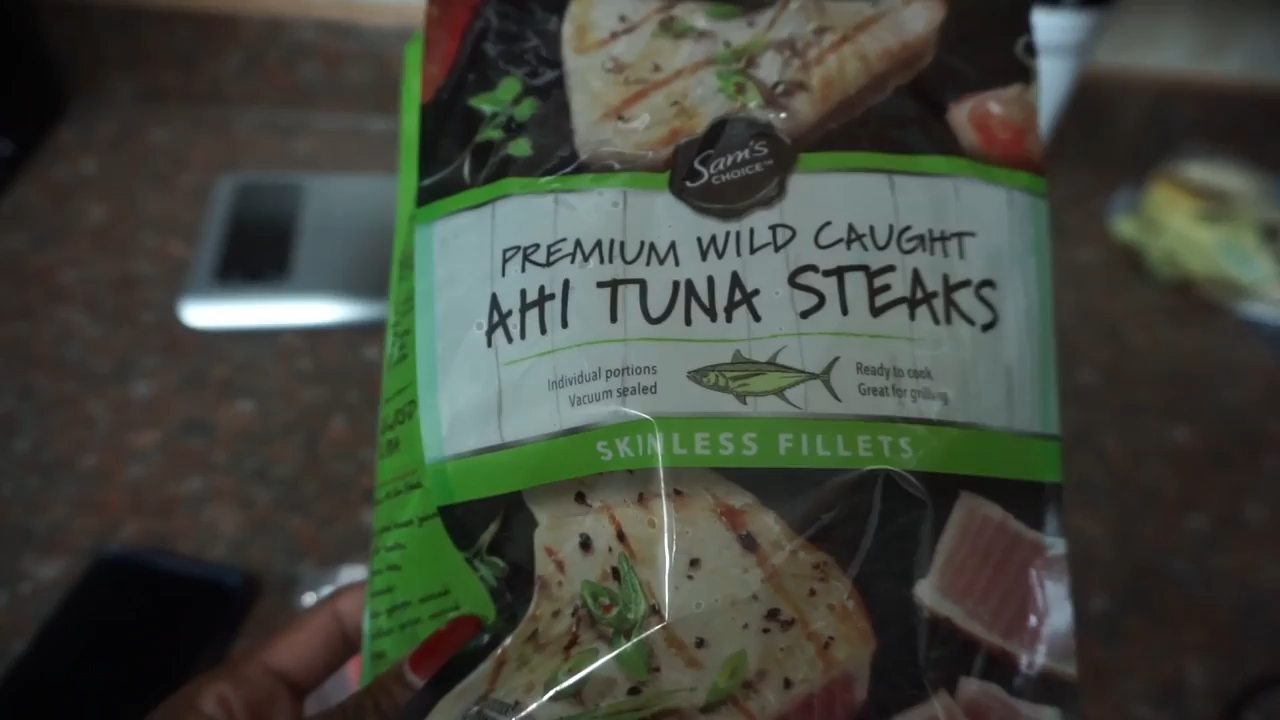 Sam's
CHOICE™
PREMIUM WILD CAUGHT
AHI TUNA STEAKS
Individual portions
Vacuum sealed
Ready to cook
Great for grilling
SKINLESS FILLETS